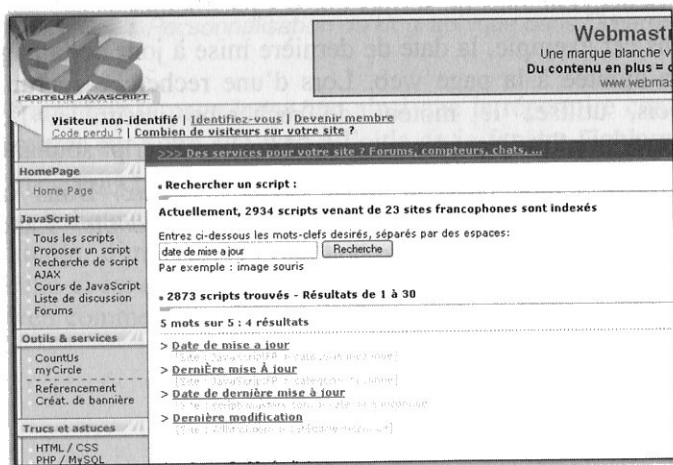 Webmastr
Une marque blanche v
Du contenu en plus = c
www.webmas
l'EDITEUR JAVASCRIPT
Visiteur non-identifié | Identifiez-vous | Devenir membre
Code perdu ? | Combien de visiteurs sur votre site ?
>>> Des services pour votre site ? Forums, compteurs, chats, ...
HomePage
Home Page
JavaScript
Tous les scripts
Proposer un script
Recherche de script
AJAX
Cours de JavaScript
Liste de discussion
Forums
Outils & services
CountUs
myCircle
Referencement
Créat. de bannière
Trucs et astuces
HTML / CSS
PHP / MySQL
Rechercher un script :
Actuellement, 2934 scripts venant de 23 sites francophones sont indexés
Entrez ci-dessous les mots-clefs desirés, séparés par des espaces:
date de mise a jour Recherche
Par exemple : image souris
2873 scripts trouvés - Résultats de 1 à 30
5 mots sur 5 : 4 résultats
> Date de mise a jour
> DerniÈre mise À jour
> Date de dernière mise à jour
> Dernière modification